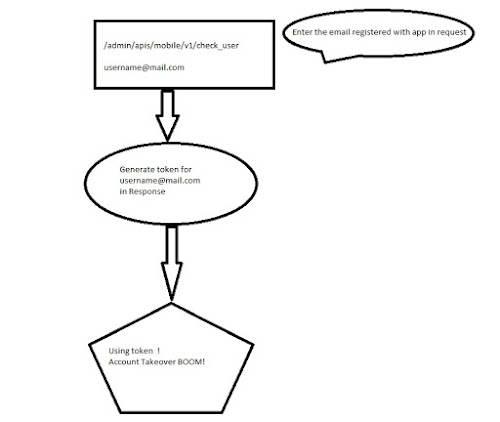 /admin/apis/mobile/v1/check_user
username@mail.com
Enter the email registered with app in request
Generate token for
username@mail.com
in Response
Using token !
Account Takeover BOOM!